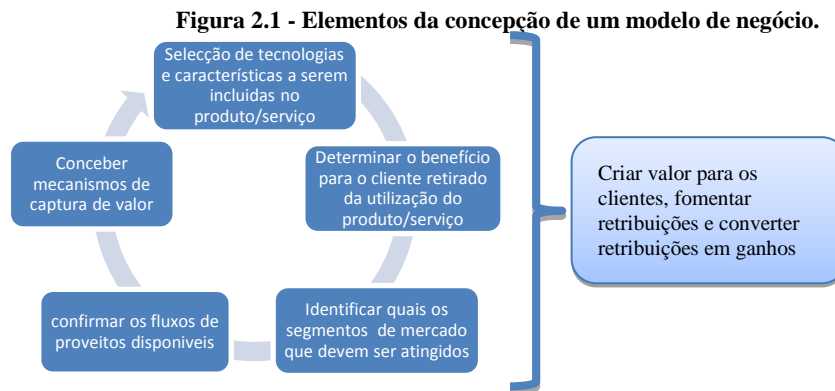 Figura 2.1 - Elementos da concepção de um modelo de negócio.
Selecção de tecnologias
e características a serem
incluidas no
produto/serviço
Determinar o benefício
para o cliente retirado
da utilização do
produto/serviço
Identificar quais os
segmentos de mercado
que devem ser atingidos
confirmar os fluxos de
proveitos disponiveis
Conceber
mecanismos de
captura de valor
Criar valor para os
clientes, fomentar
retribuições e converter
retribuições em ganhos